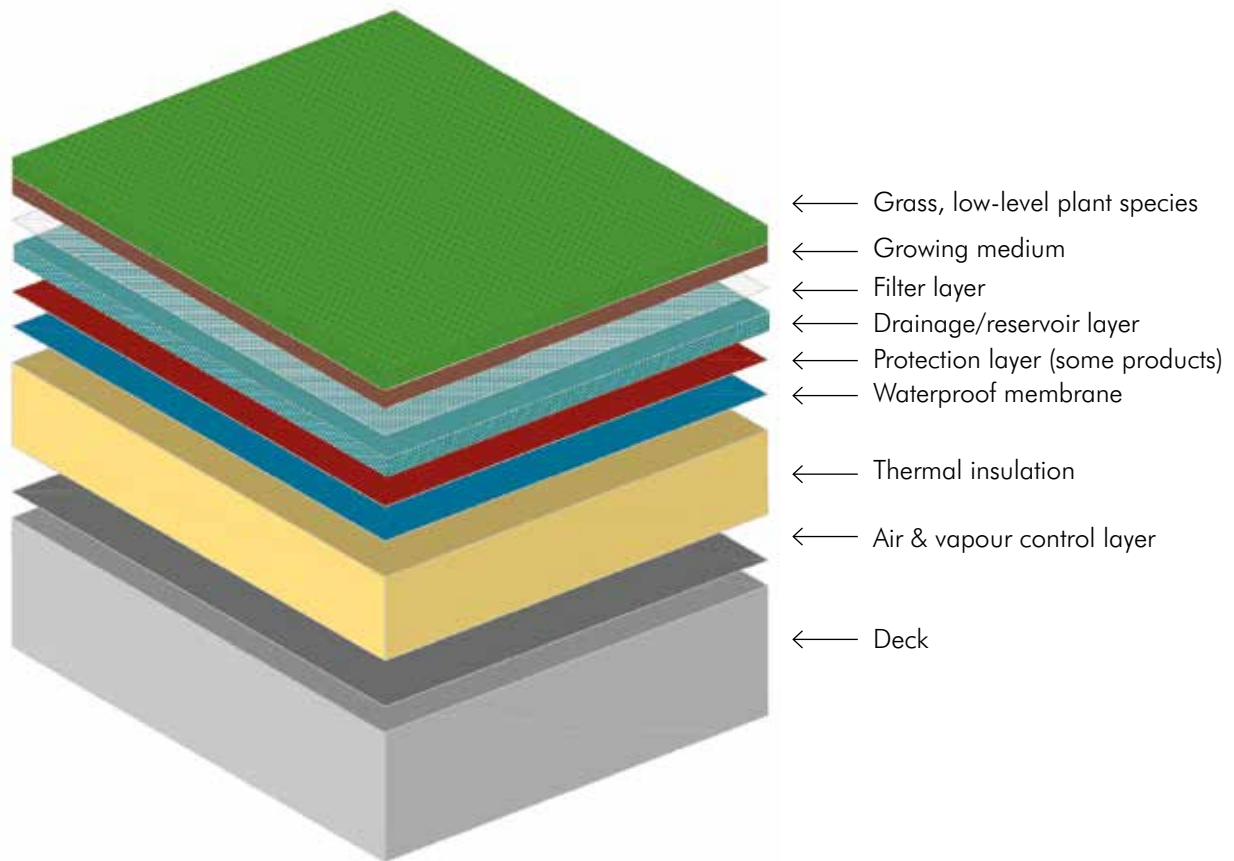 Grass, low-level plant species
Growing medium
Filter layer
Drainage/reservoir layer
Protection layer (some products)
Waterproof membrane
Thermal insulation
Air & vapour control layer
Deck